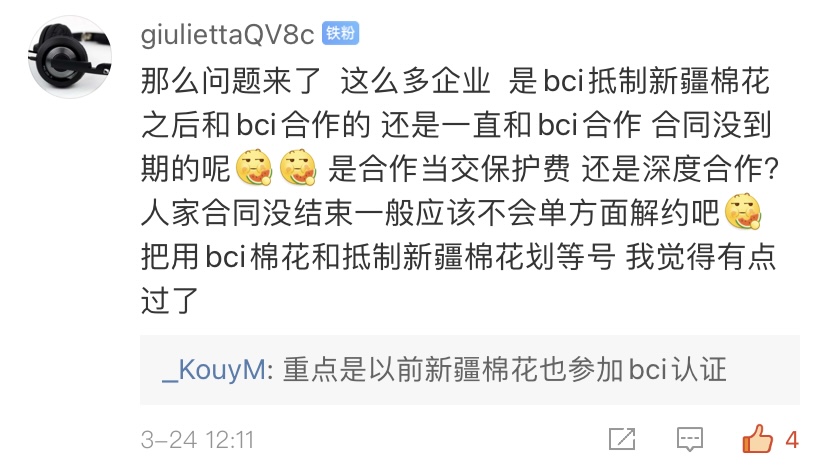 giuliettaQV8c 铁粉
那么问题来了 这么多企业 是bci抵制新疆棉花
之后和bci合作的 还是一直和bci合作 合同没到
期的呢 是合作当交保护费 还是深度合作?
人家合同没结束一般应该不会单方面解约吧
把用bci棉花和抵制新疆棉花划等号 我觉得有点
过了
_KouyM: 重点是以前新疆棉花也参加bci认证
3-24 12:11 4